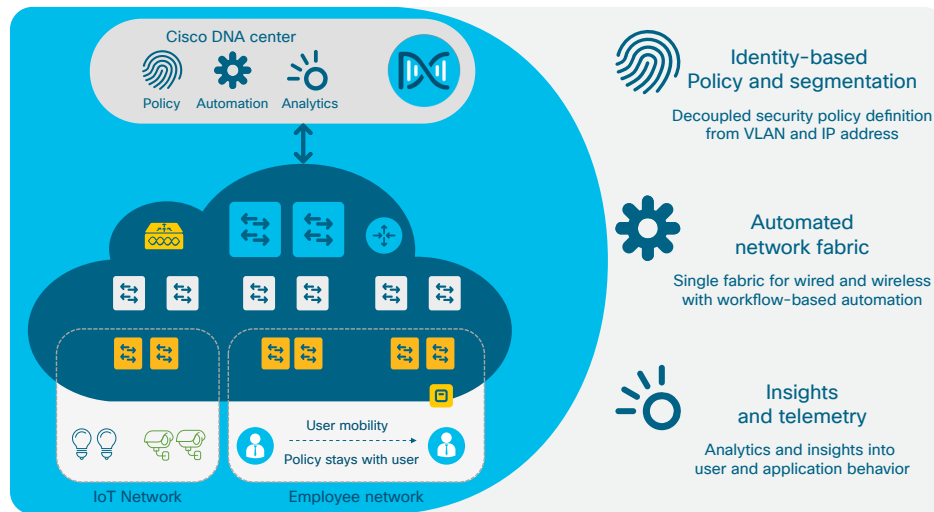 Cisco DNA center
Policy
Automation
Analytics
User mobility
Policy stays with user
IoT Network
Employee network
Identity-based
Policy and segmentation
Decoupled security policy definition
from VLAN and IP address
Automated
network fabric
Single fabric for wired and wireless
with workflow-based automation
Insights
and telemetry
Analytics and insights into
user and application behavior